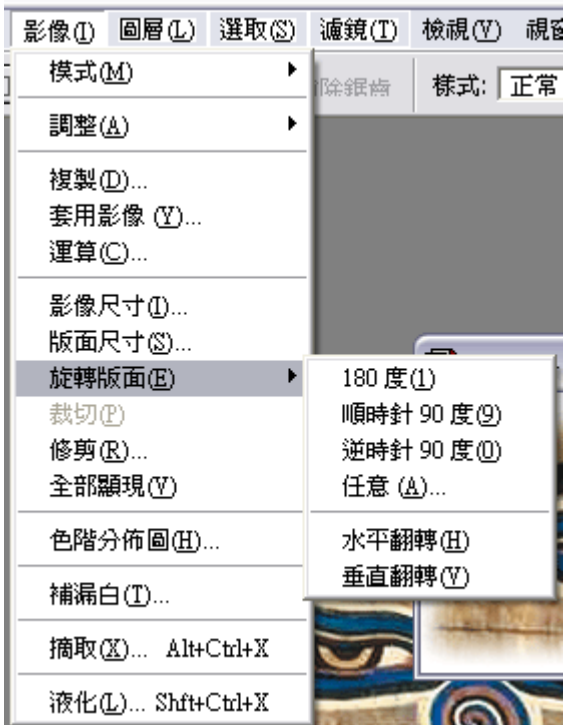 影像(I) 圖層(L) 選取(S) 濾鏡(T) 檢視(V)
模式(M)
除鋸齒 樣式: 正常
調整(A)
複製(D)...
套用影像 (Y)...
運算(C)...
影像尺寸(I)...
版面尺寸(S)...
旋轉版面(E)
180 度(1)
裁切(P)
順時針 90 度(9)
修剪(R)...
逆時針 90 度(0)
全部顯現(V)
任意 (A)...
色階分佈圖(H)...
水平翻轉(H)
垂直翻轉(V)
補漏白(T)...
摘取(X)... Alt+Ctrl+X
液化(L)... Shft+Ctrl+X